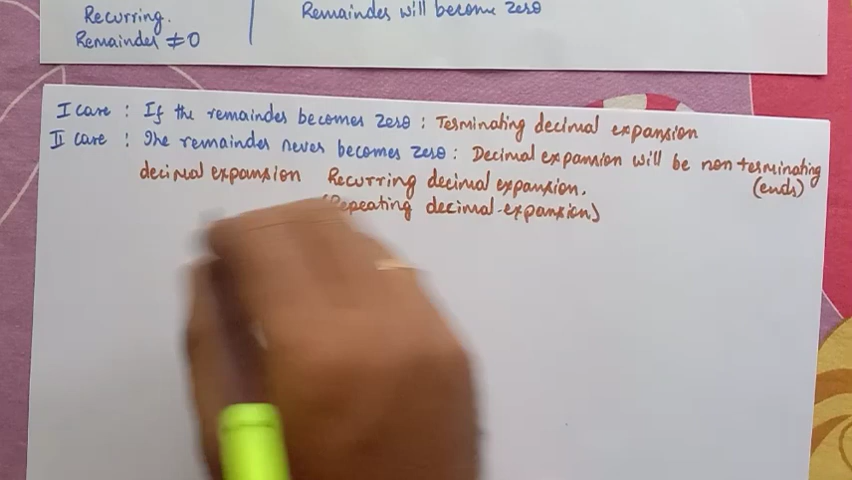 Recurring.
Remainder ≠0
Remainder will become zero
I case : If the remainder becomes zero : Terminating decimal expansion
II case : The remainder never becomes zero : Decimal expansion will be non terminating
decimal expansion Recurring decimal expansion. (ends)
(Repeating decimal expansion)